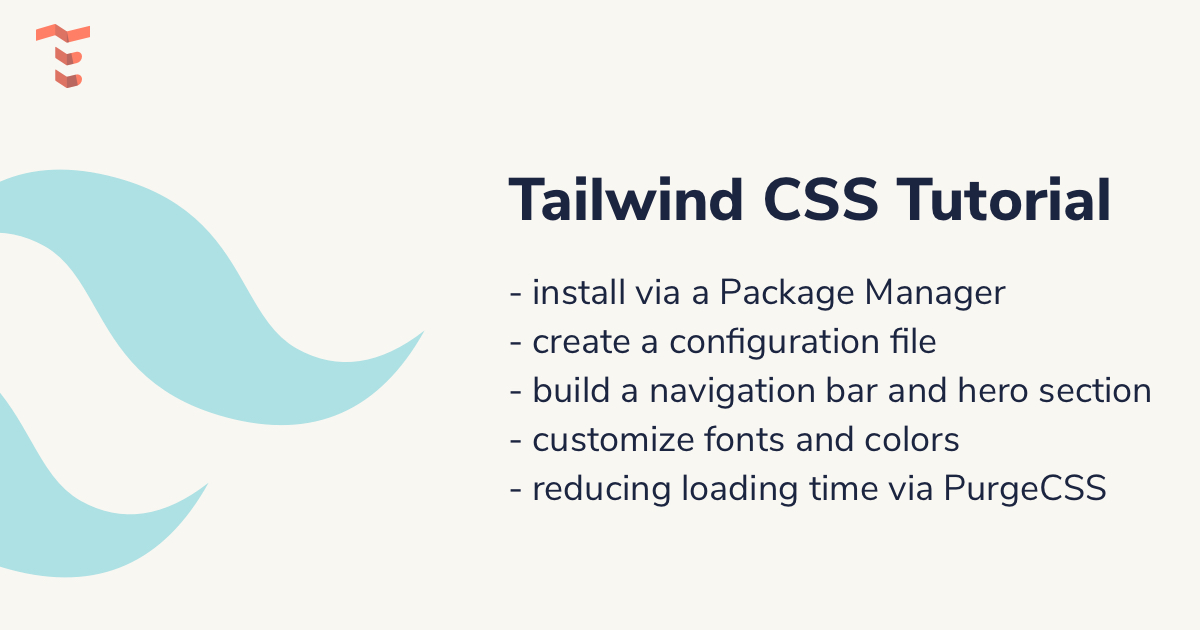 Tailwind CSS Tutorial
- install via a Package Manager
- create a configuration file
- build a navigation bar and hero section
- customize fonts and colors
- reducing loading time via PurgeCSS